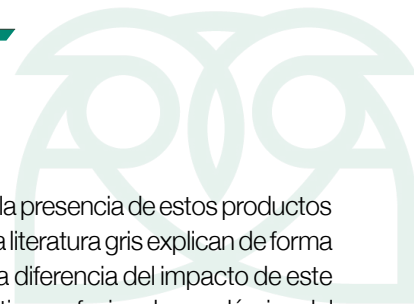 la presencia de estos productos
a literatura gris explican de forma
a diferencia del impacto de este